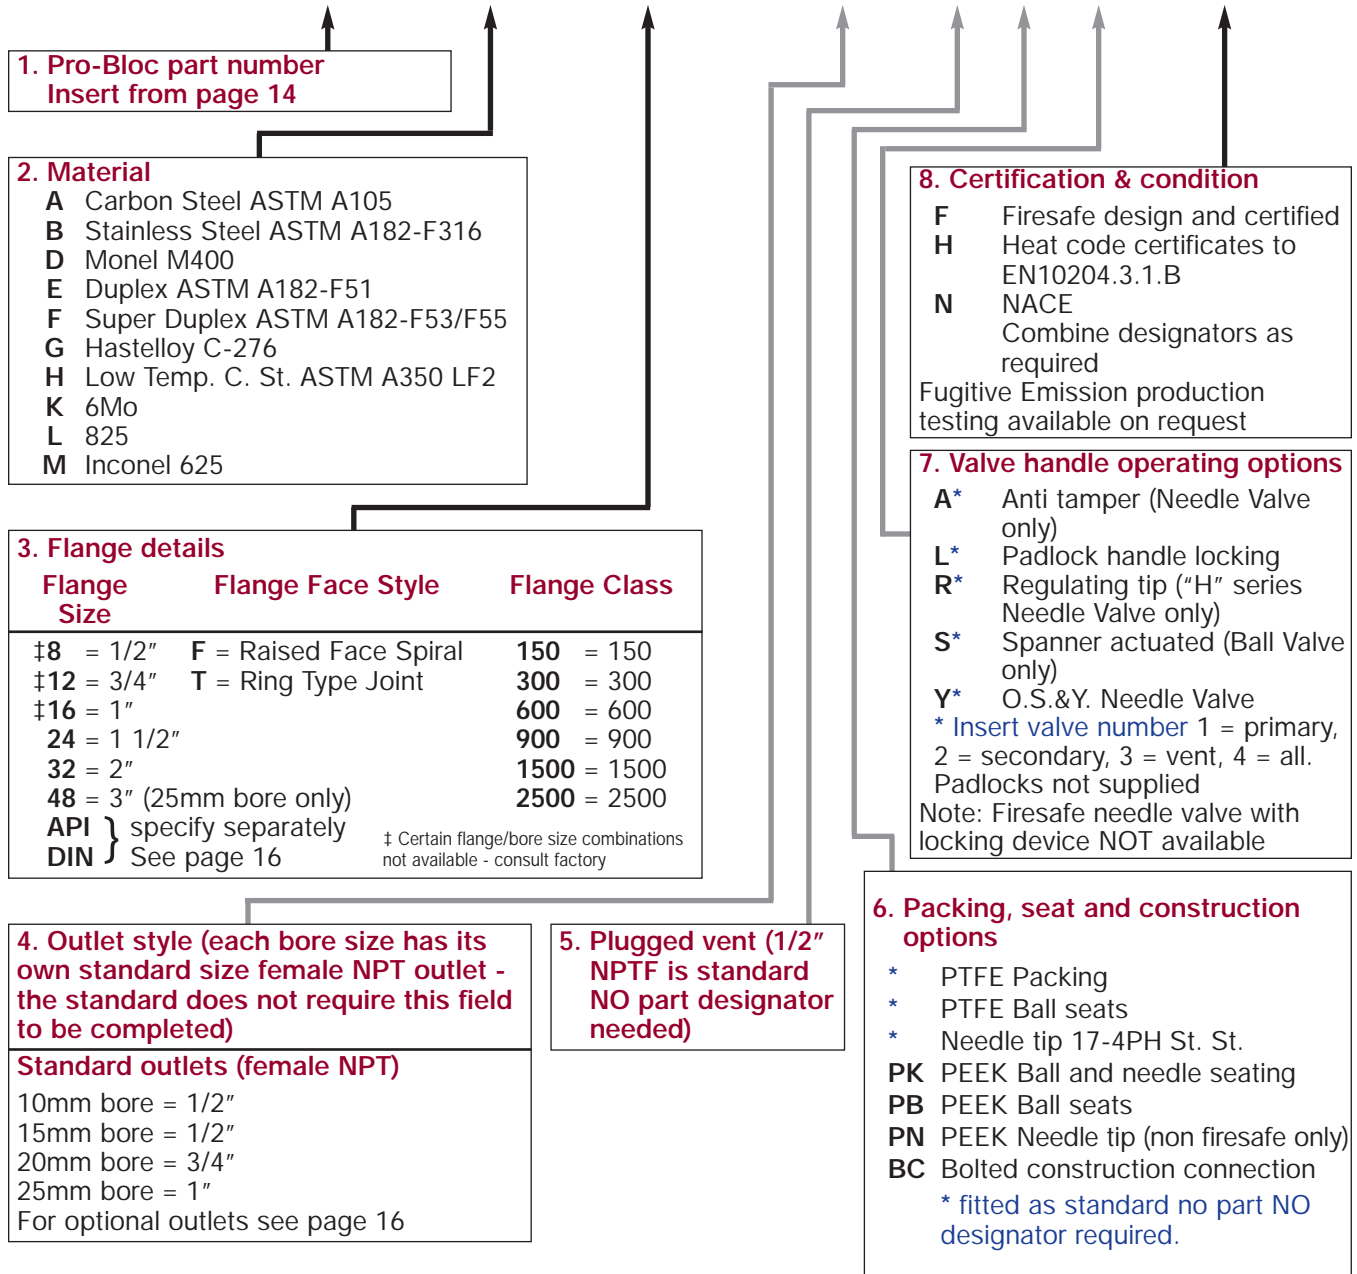 1. Pro-Bloc part number
Insert from page 14
2. Material
A Carbon Steel ASTM A105
B Stainless Steel ASTM A182-F316
D Monel M400
E Duplex ASTM A182-F51
F Super Duplex ASTM A182-F53/F55
G Hastelloy C-276
H Low Temp. C. St. ASTM A350 LF2
K 6Mo
L 825
M Inconel 625
3. Flange details
Flange Size Flange Face Style Flange Class
‡8 = 1/2″ F = Raised Face Spiral 150 = 150
‡12 = 3/4″ T = Ring Type Joint 300 = 300
‡16 = 1″ 600 = 600
24 = 1 1/2″ 900 = 900
32 = 2″ 1500 = 1500
48 = 3″ (25mm bore only) 2500 = 2500
API } specify separately
DIN } See page 16
‡ Certain flange/bore size combinations
not available - consult factory
4. Outlet style (each bore size has its
own standard size female NPT outlet -
the standard does not require this field
to be completed)
Standard outlets (female NPT)
10mm bore = 1/2″
15mm bore = 1/2″
20mm bore = 3/4″
25mm bore = 1″
For optional outlets see page 16
5. Plugged vent (1/2″
NPTF is standard
NO part designator
needed)
8. Certification & condition
F Firesafe design and certified
H Heat code certificates to
EN10204.3.1.B
N NACE
Combine designators as
required
Fugitive Emission production
testing available on request
7. Valve handle operating options
A* Anti tamper (Needle Valve
only)
L* Padlock handle locking
R* Regulating tip (″H″ series
Needle Valve only)
S* Spanner actuated (Ball Valve
only)
Y* O.S.&Y. Needle Valve
* Insert valve number 1 = primary,
2 = secondary, 3 = vent, 4 = all.
Padlocks not supplied
Note: Firesafe needle valve with
locking device NOT available
6. Packing, seat and construction
options
* PTFE Packing
* PTFE Ball seats
* Needle tip 17-4PH St. St.
PK PEEK Ball and needle seating
PB PEEK Ball seats
PN PEEK Needle tip (non firesafe only)
BC Bolted construction connection
* fitted as standard no part NO
designator required.